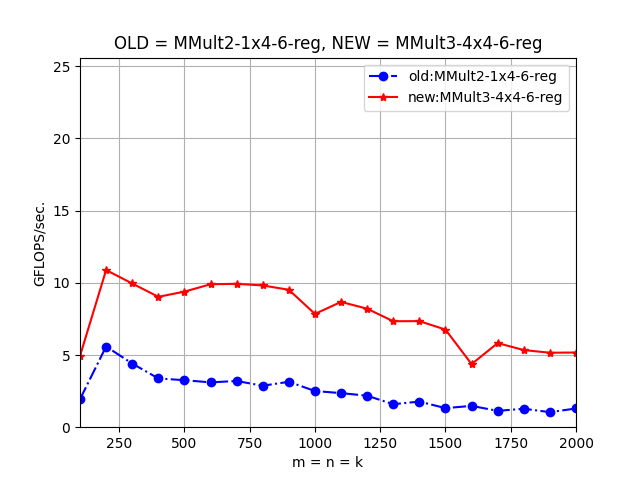 OLD = MMult2-1x4-6-reg, NEW = MMult3-4x4-6-reg
old:MMult2-1x4-6-reg
new:MMult3-4x4-6-reg
GFLOPS/sec.
25
20
15
10
5
0
250 500 750 1000 1250 1500 1750 2000
m = n = k